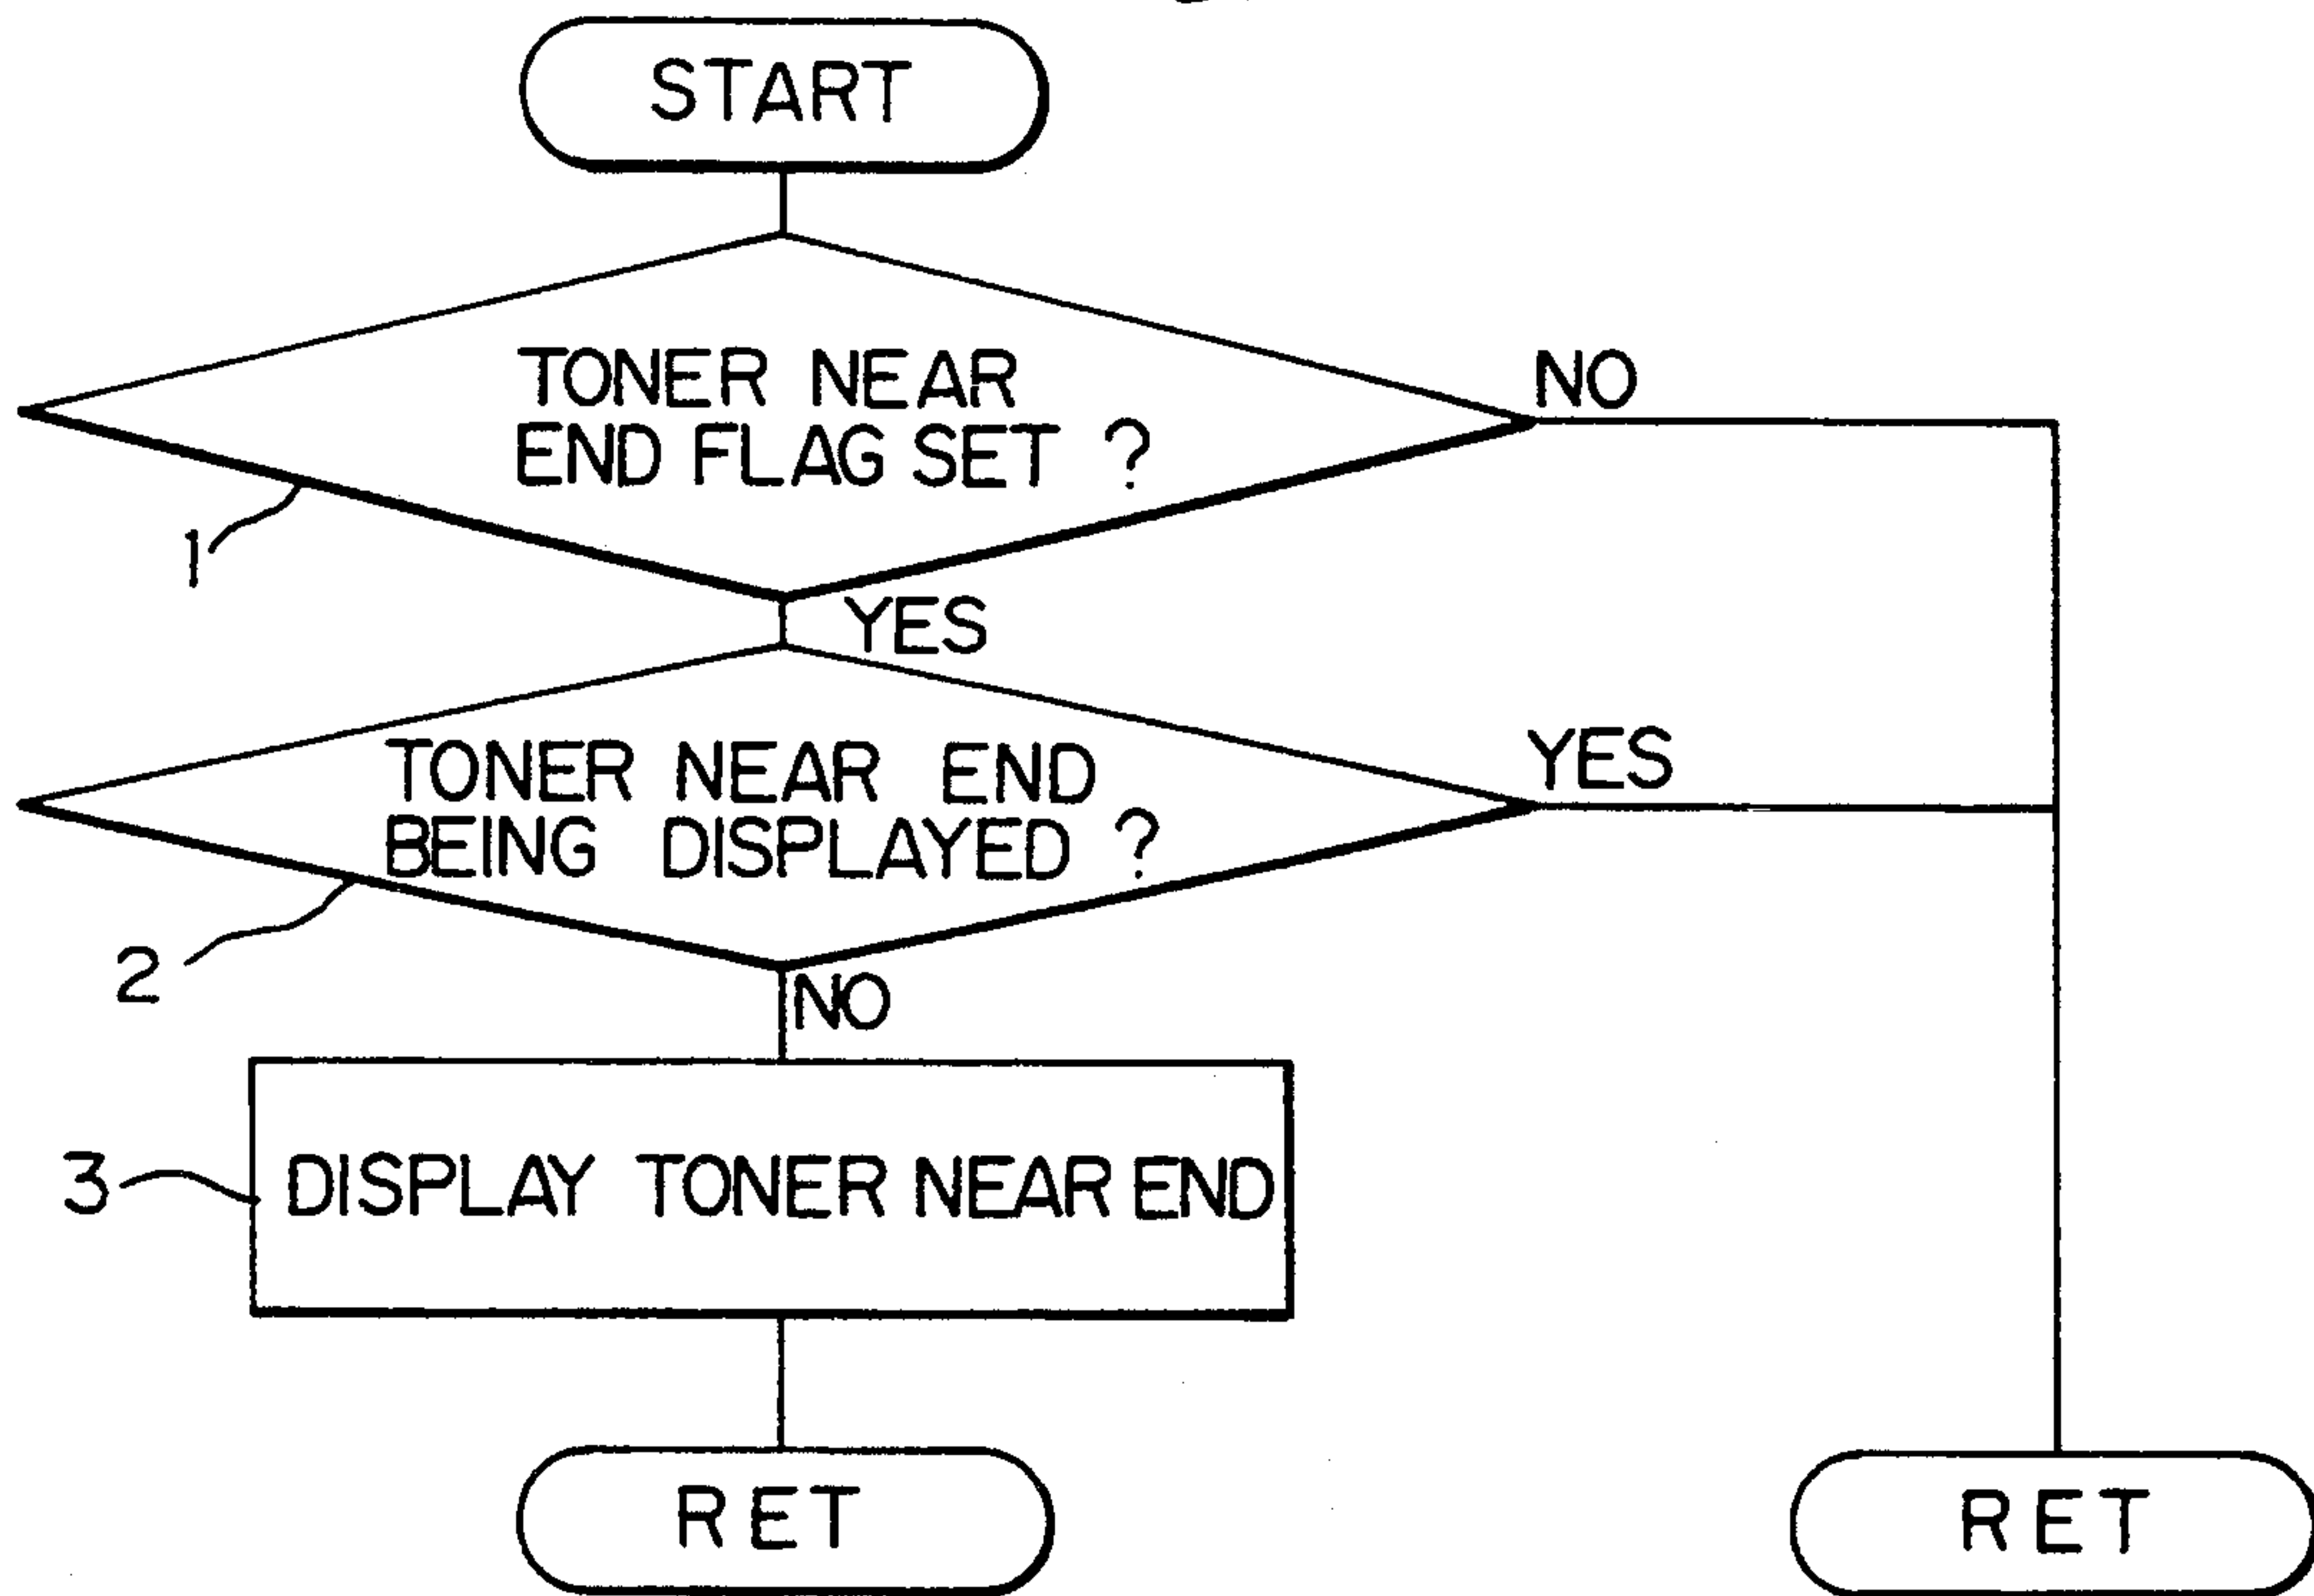 START
TONER NEAR
END FLAG SET ?
NO
1
YES
TONER NEAR END
BEING DISPLAYED ?
YES
2
NO
3
DISPLAY TONER NEAR END
RET
RET